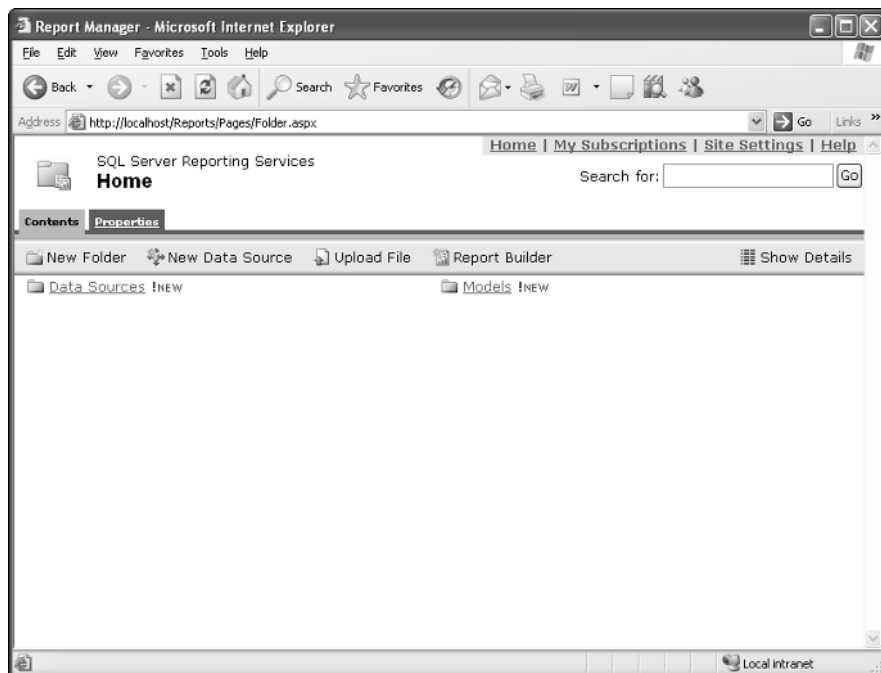 Report Manager - Microsoft Internet Explorer
File Edit View Favorites Tools Help
Back Search Favorites
Address http://localhost/Reports/Pages/Folder.aspx Go Links »
Home | My Subscriptions | Site Settings | Help
SQL Server Reporting Services
Home
Search for: Go
Contents Properties
New Folder New Data Source Upload File Report Builder Show Details
Data Sources !NEW Models !NEW
Local intranet